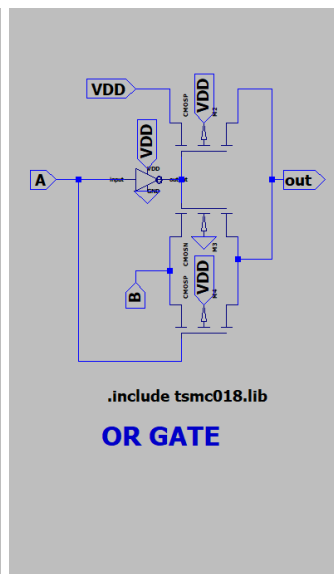 VDD
CMOSP
VDD
M2
VDD
VDD
A
input
output
GND
out
CMOSN
M3
B
CMOSP
VDD
M4
.include tsmc018.lib
OR GATE